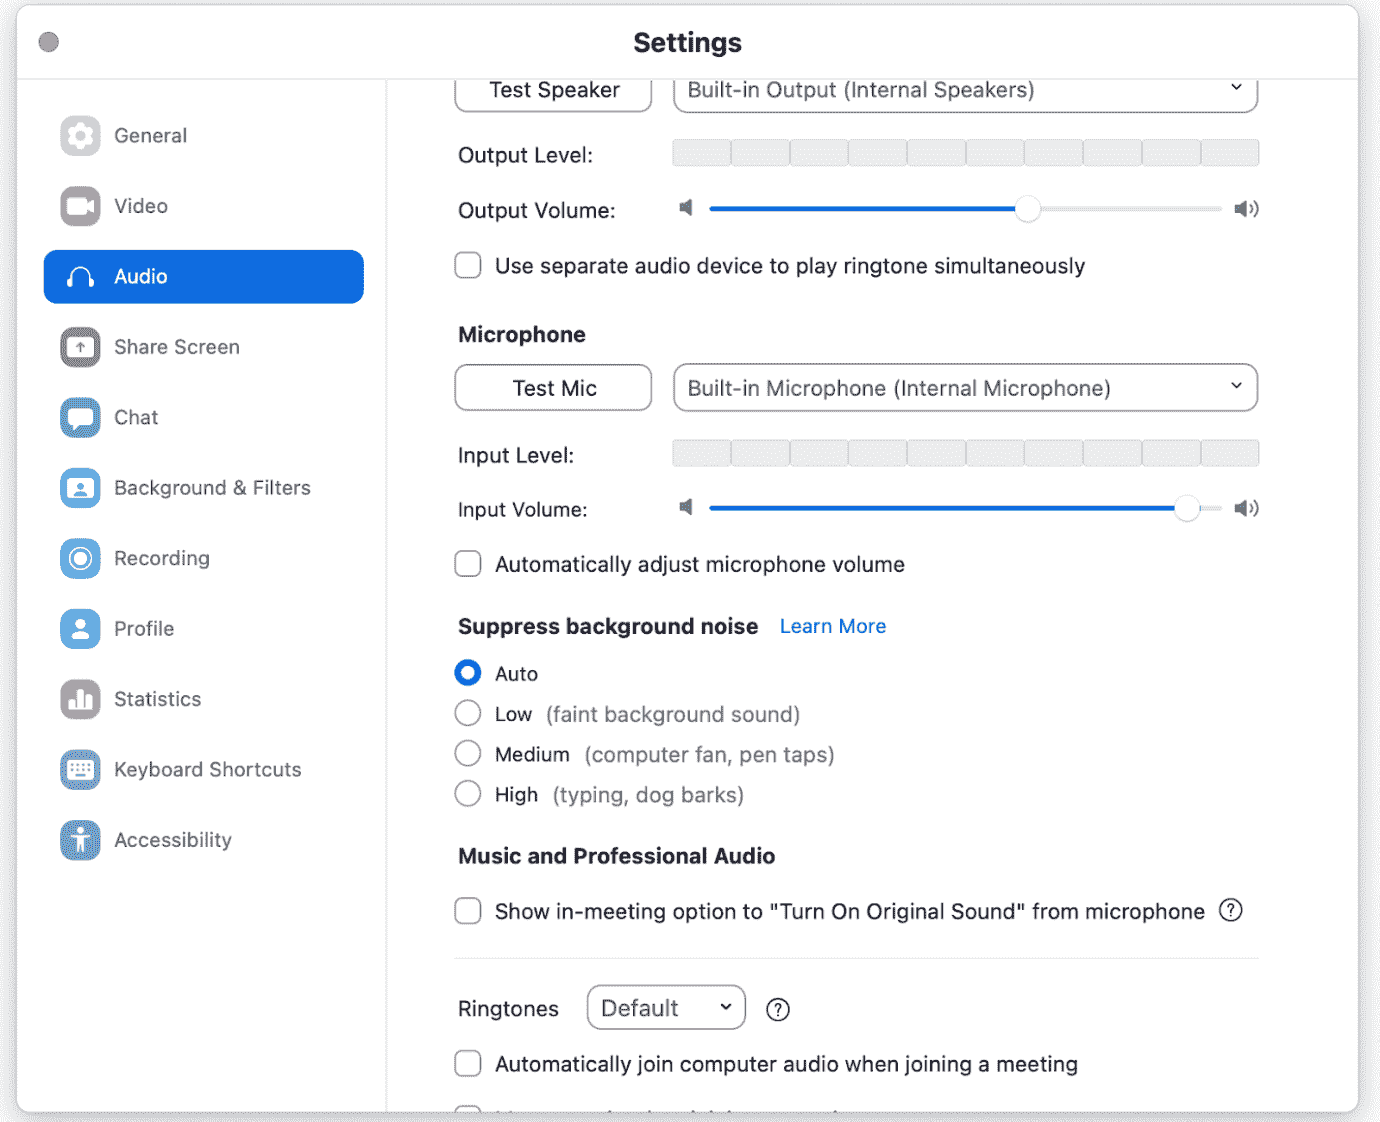 Settings
General
Video
Audio
Share Screen
Chat
Background & Filters
Recording
Profile
Statistics
Keyboard Shortcuts
Accessibility
Test Speaker
Built-in Output (Internal Speakers)
Output Level:
Output Volume:
Use separate audio device to play ringtone simultaneously
Microphone
Test Mic
Built-in Microphone (Internal Microphone)
Input Level:
Input Volume:
Automatically adjust microphone volume
Suppress background noise Learn More
Auto
Low (faint background sound)
Medium (computer fan, pen taps)
High (typing, dog barks)
Music and Professional Audio
Show in-meeting option to "Turn On Original Sound" from microphone ?
Ringtones Default ?
Automatically join computer audio when joining a meeting